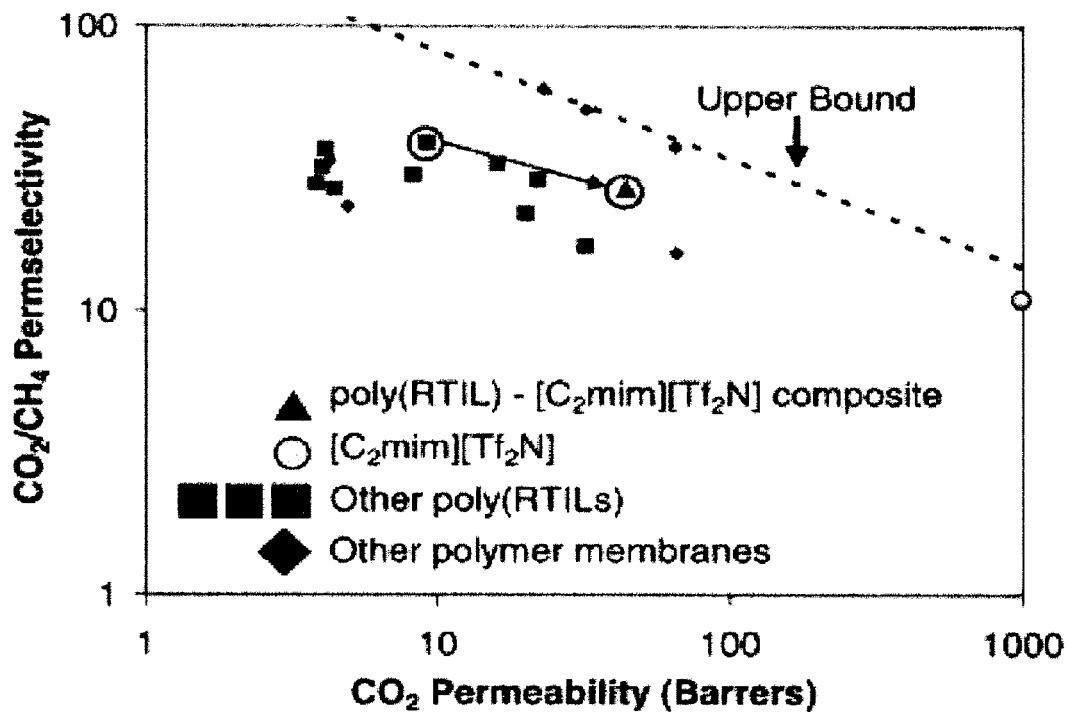 100
10
1
CO₂/CH₄ Permselectivity
Upper Bound
poly(RTIL) - [C₂mim][Tf₂N] composite
[C₂mim][Tf₂N]
Other poly(RTILs)
Other polymer membranes
1 10 100 1000
CO₂ Permeability (Barrers)